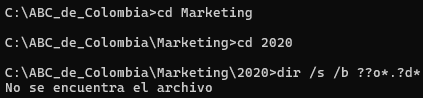 C:\ABC_de_Colombia>cd Marketing
C:\ABC_de_Colombia\Marketing>cd 2020
C:\ABC_de_Colombia\Marketing\2020>dir /s /b ??o*.?d*
No se encuentra el archivo